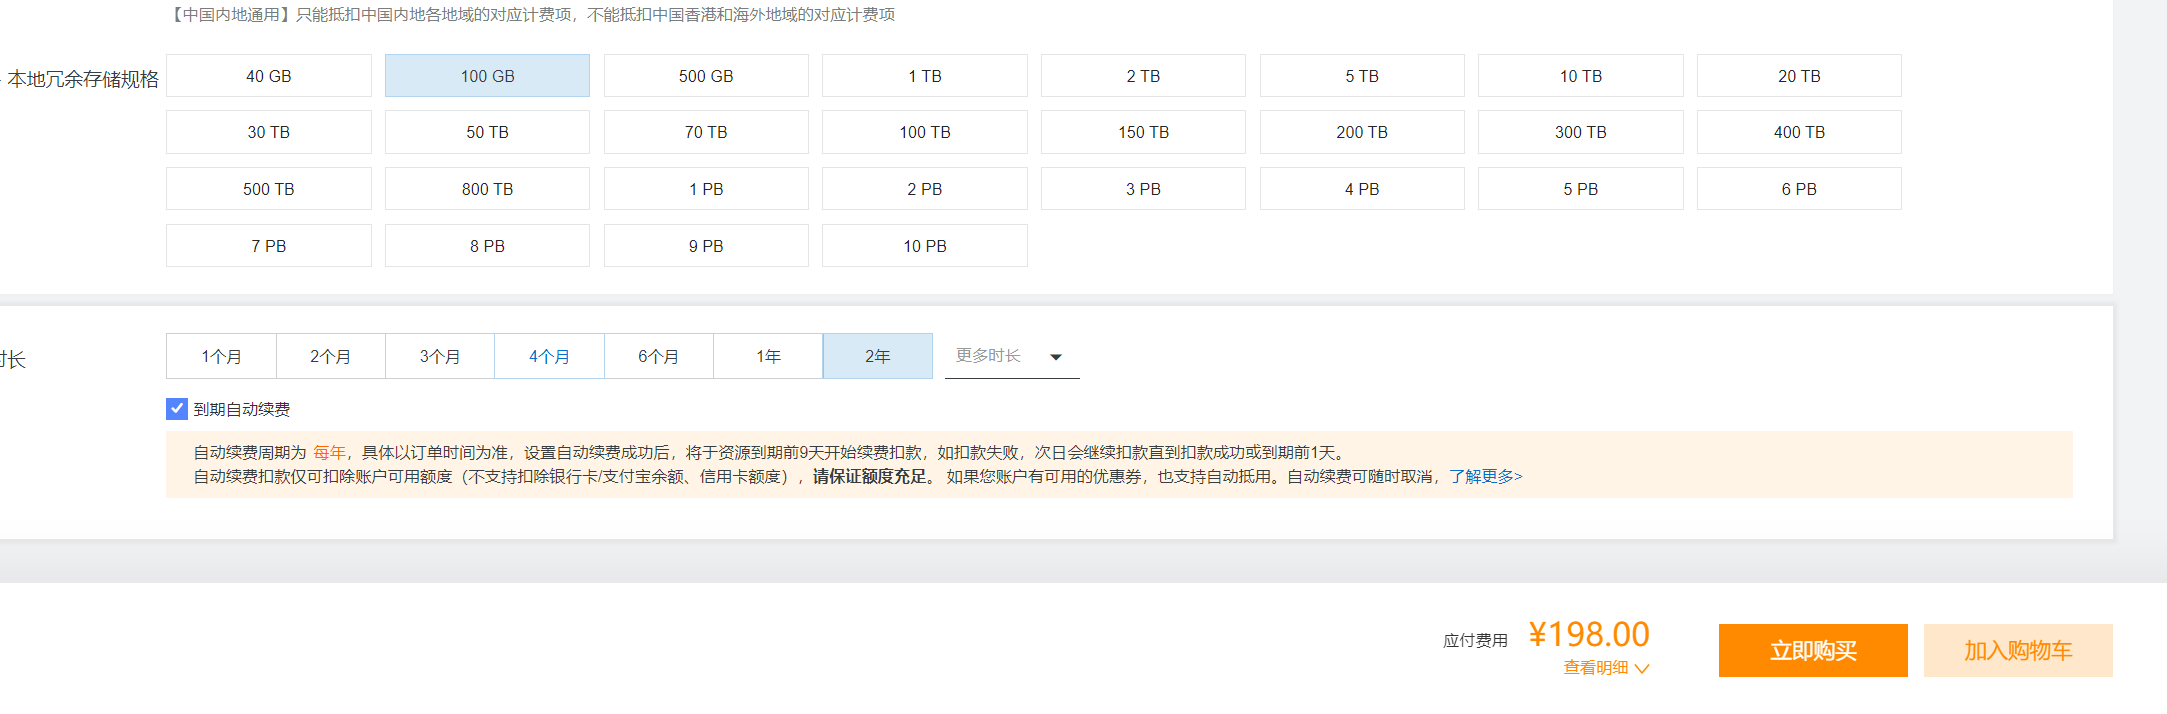 【中国内地通用】只能抵扣中国内地各地域的对应计费项，不能抵扣中国香港和海外地域的对应计费项
本地冗余存储规格
40 GB 100 GB 500 GB 1 TB 2 TB 5 TB 10 TB 20 TB
30 TB 50 TB 70 TB 100 TB 150 TB 200 TB 300 TB 400 TB
500 TB 800 TB 1 PB 2 PB 3 PB 4 PB 5 PB 6 PB
7 PB 8 PB 9 PB 10 PB
时长 1个月 2个月 3个月 4个月 6个月 1年 2年 更多时长
到期自动续费
自动续费周期为 每年，具体以订单时间为准，设置自动续费成功后，将于资源到期前9天开始续费扣款，如扣款失败，次日会继续扣款直到扣款成功或到期前1天。
自动续费扣款仅可扣除账户可用额度（不支持扣除银行卡/支付宝余额、信用卡额度），请保证额度充足。 如果您账户有可用的优惠券，也支持自动抵用。自动续费可随时取消，了解更多>
应付费用 ¥198.00
查看明细
立即购买 加入购物车